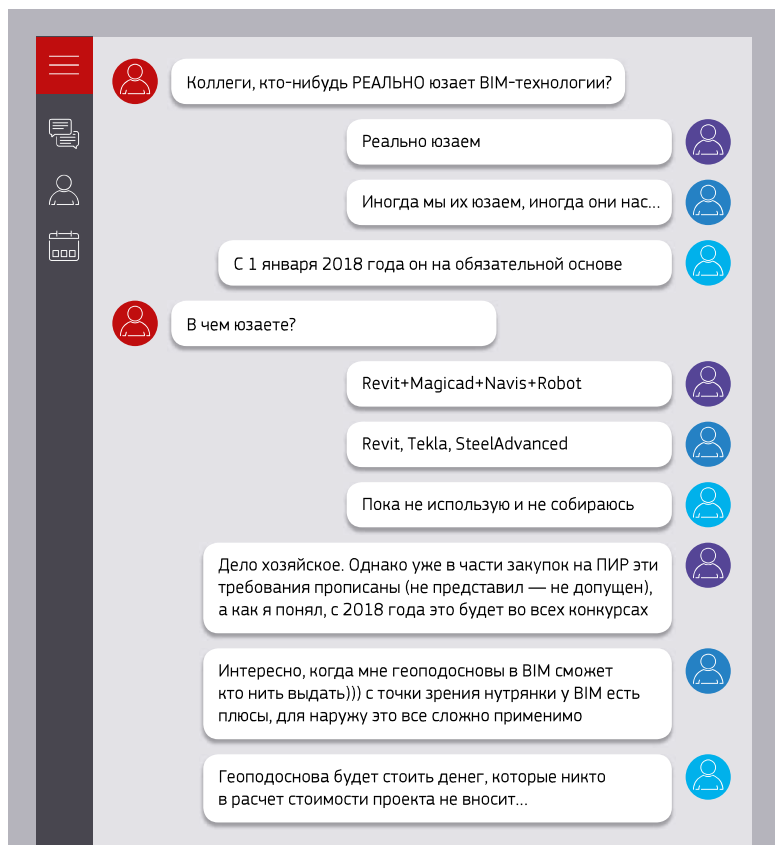 Коллеги, кто-нибудь РЕАЛЬНО юзает BIM-технологии?
Реально юзаем
Иногда мы их юзаем, иногда они нас...
С 1 января 2018 года он на обязательной основе
В чем юзаете?
Revit+Magicad+Navis+Robot
Revit, Tekla, SteelAdvanced
Пока не использую и не собираюсь
Дело хозяйское. Однако уже в части закупок на ПИР эти
требования прописаны (не представил — не допущен),
а как я понял, с 2018 года это будет во всех конкурсах
Интересно, когда мне геоподосновы в BIM сможет
кто нить выдать))) с точки зрения нутрянки у BIM есть
плюсы, для наружу это все сложно применимо
Геоподоснова будет стоить денег, которые никто
в расчет стоимости проекта не вносит...